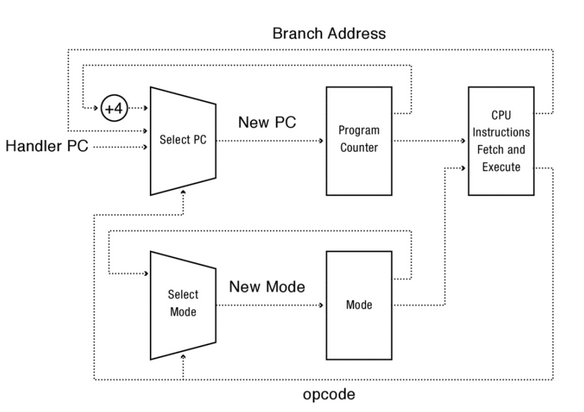 Branch Address
+4
Handler PC
Select PC
New PC
Program
Counter
CPU
Instructions
Fetch and
Execute
Select
Mode
New Mode
Mode
opcode